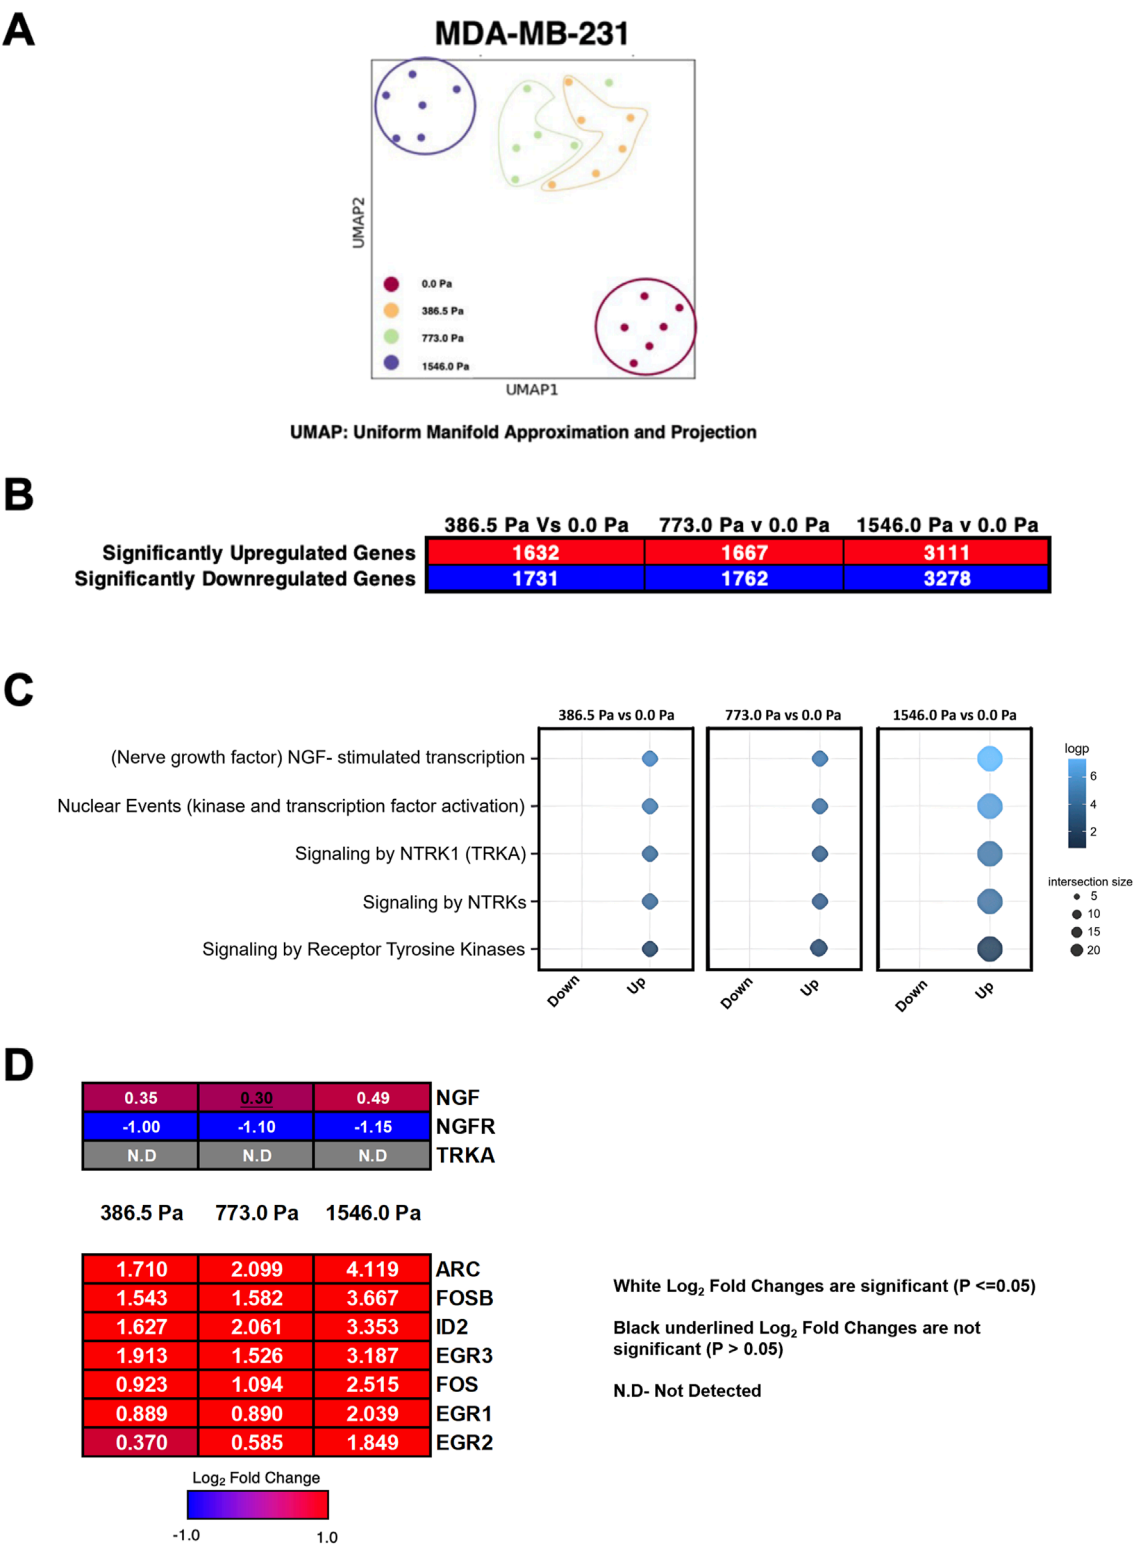 A
MDA-MB-231
UMAP2
0.0 Pa
386.5 Pa
773.0 Pa
1546.0 Pa
UMAP1
UMAP: Uniform Manifold Approximation and Projection
B
386.5 Pa Vs 0.0 Pa 773.0 Pa v 0.0 Pa 1546.0 Pa v 0.0 Pa
Significantly Upregulated Genes 1632 1667 3111
Significantly Downregulated Genes 1731 1762 3278
C
386.5 Pa vs 0.0 Pa 773.0 Pa vs 0.0 Pa 1546.0 Pa vs 0.0 Pa
(Nerve growth factor) NGF- stimulated transcription
Nuclear Events (kinase and transcription factor activation)
Signaling by NTRK1 (TRKA)
Signaling by NTRKs
Signaling by Receptor Tyrosine Kinases
Down Up Down Up Down Up
logp
6
4
2
intersection size
5
10
15
20
D
0.35 0.30 0.49 NGF
-1.00 -1.10 -1.15 NGFR
N.D N.D N.D TRKA
386.5 Pa 773.0 Pa 1546.0 Pa
1.710 2.099 4.119 ARC
1.543 1.582 3.667 FOSB
1.627 2.061 3.353 ID2
1.913 1.526 3.187 EGR3
0.923 1.094 2.515 FOS
0.889 0.890 2.039 EGR1
0.370 0.585 1.849 EGR2
Log2 Fold Change
-1.0 1.0
White Log2 Fold Changes are significant (P <=0.05)
Black underlined Log2 Fold Changes are not
significant (P > 0.05)
N.D- Not Detected